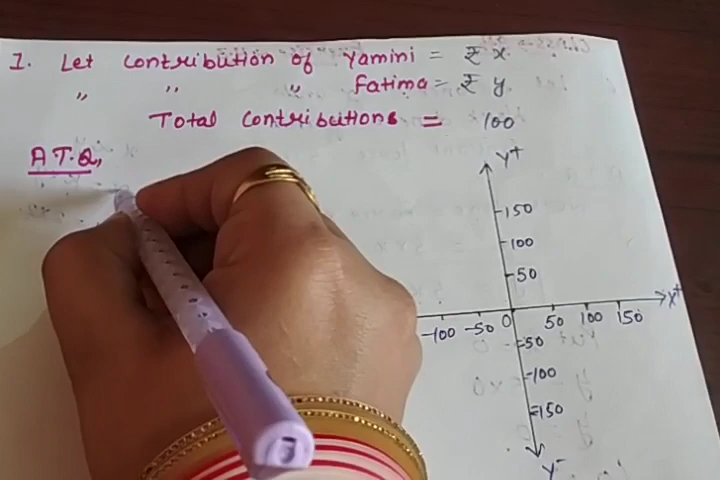 1. Let contribution of Yamini = ₹ x
" " " Fatima = ₹ y
Total contributions = 100
A.T.Q,
Y+
150
100
50
-100 -50 0 50 100 150 X+
-50
-100
-150
Y-